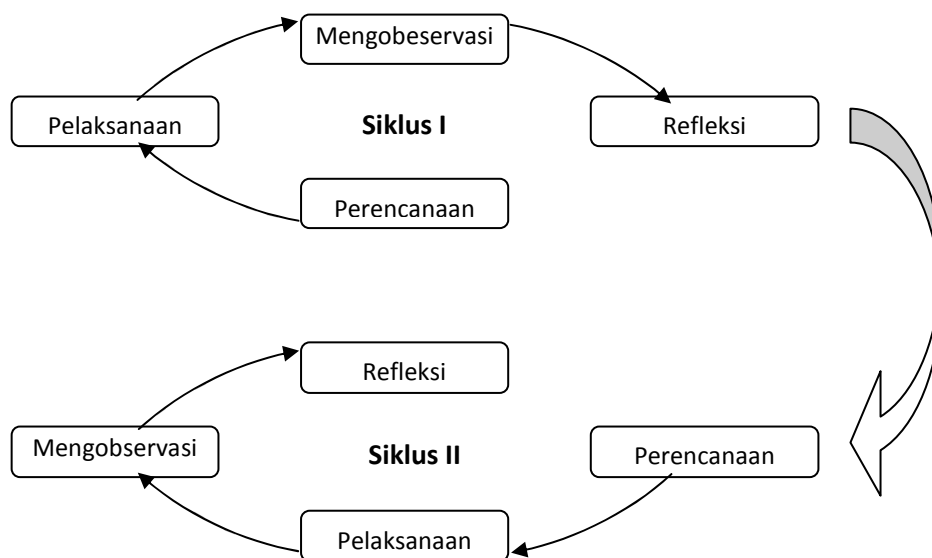 Mengobeservasi
Pelaksanaan
Siklus I
Refleksi
Perencanaan
Refleksi
Mengobservasi
Siklus II
Perencanaan
Pelaksanaan